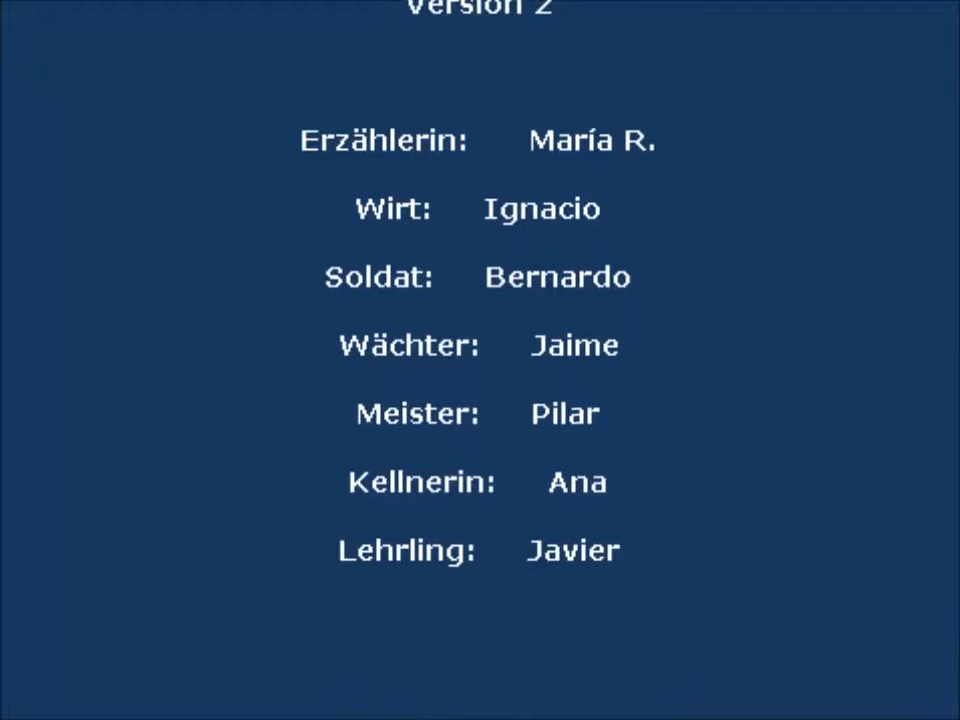 Version 2
Erzählerin: María R.
Wirt: Ignacio
Soldat: Bernardo
Wächter: Jaime
Meister: Pilar
Kellnerin: Ana
Lehrling: Javier